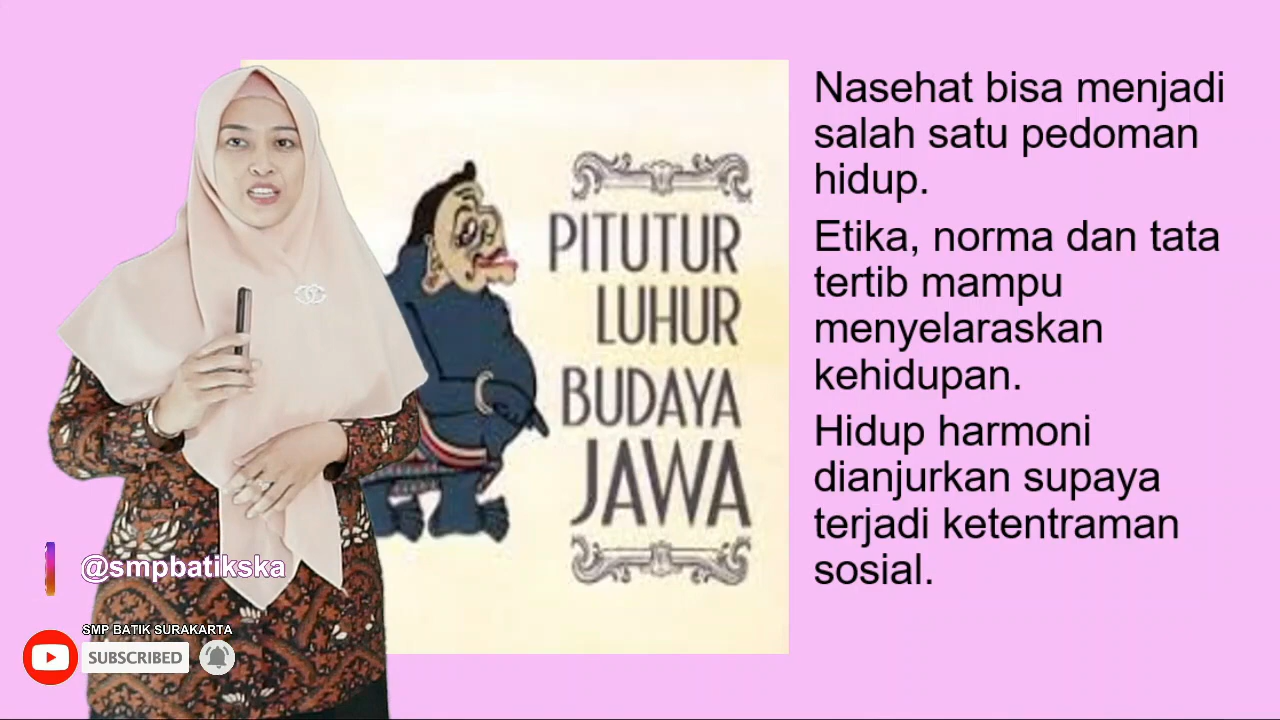 PITUTUR
LUHUR
BUDAYA
JAWA
Nasehat bisa menjadi
salah satu pedoman
hidup.
Etika, norma dan tata
tertib mampu
menyelaraskan
kehidupan.
Hidup harmoni
dianjurkan supaya
terjadi ketentraman
sosial.
@smpbatikska
SMP BATIK SURAKARTA
SUBSCRIBED